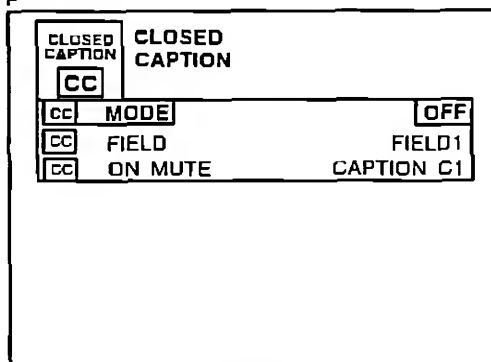 CLOSED
CAPTION
CC
CLOSED
CAPTION
CC MODE OFF
CC FIELD FIELD1
CC ON MUTE CAPTION C1